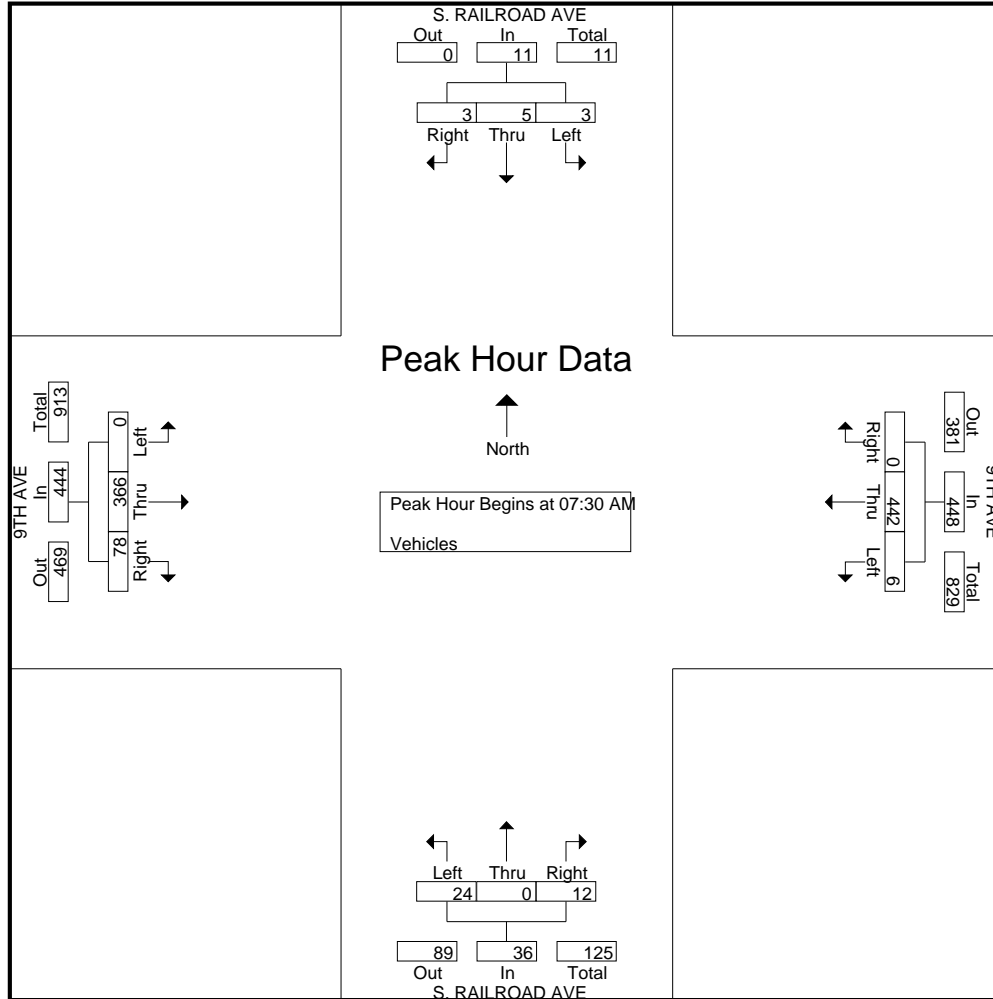 S. RAILROAD AVE
Out In Total
0 11 11
3 5 3
Right Thru Left
Peak Hour Data
North
Peak Hour Begins at 07:30 AM
Vehicles
9TH AVE
Out In Total
469 444 913
78 366 0
Right Thru Left
9TH AVE
Out In Total
381 448 829
0 442 6
Right Thru Left
Left Thru Right
24 0 12
89 36 125
Out In Total
S. RAILROAD AVE